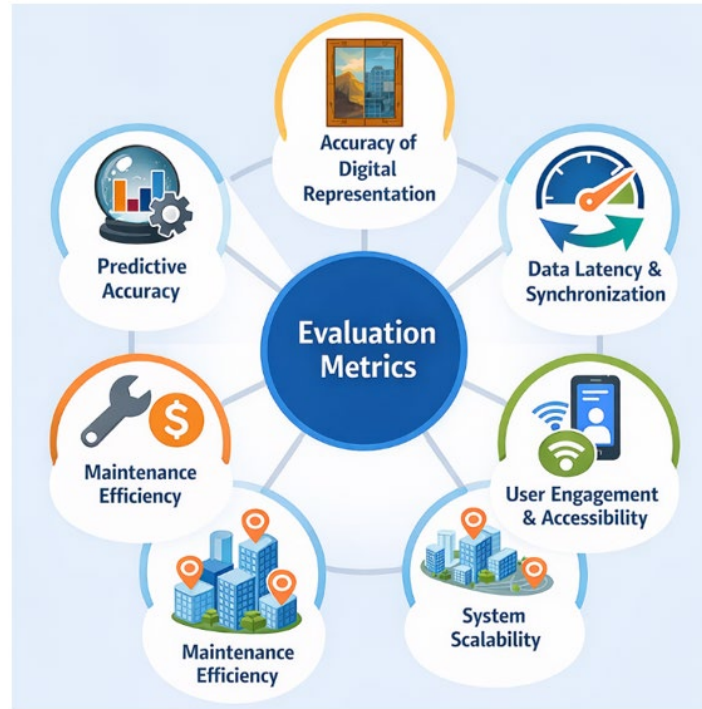 Accuracy of
Digital
Representation
Predictive
Accuracy
Data Latency &
Synchronization
Evaluation
Metrics
$
Maintenance
Efficiency
User Engagement
& Accessibility
System
Scalability
Maintenance
Efficiency